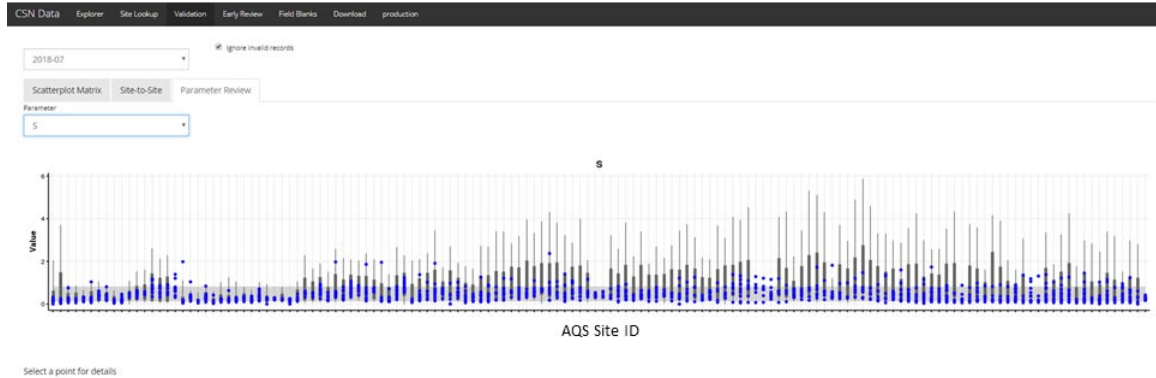 CSN Data Explorer Site Lookup Validation Early Review Field Blanks Download production
2018-07 Ignore invalid records
Scatterplot Matrix Site-to-Site Parameter Review
Parameter
S
S
6
4
2
0
Value
AQS Site ID
Select a point for details